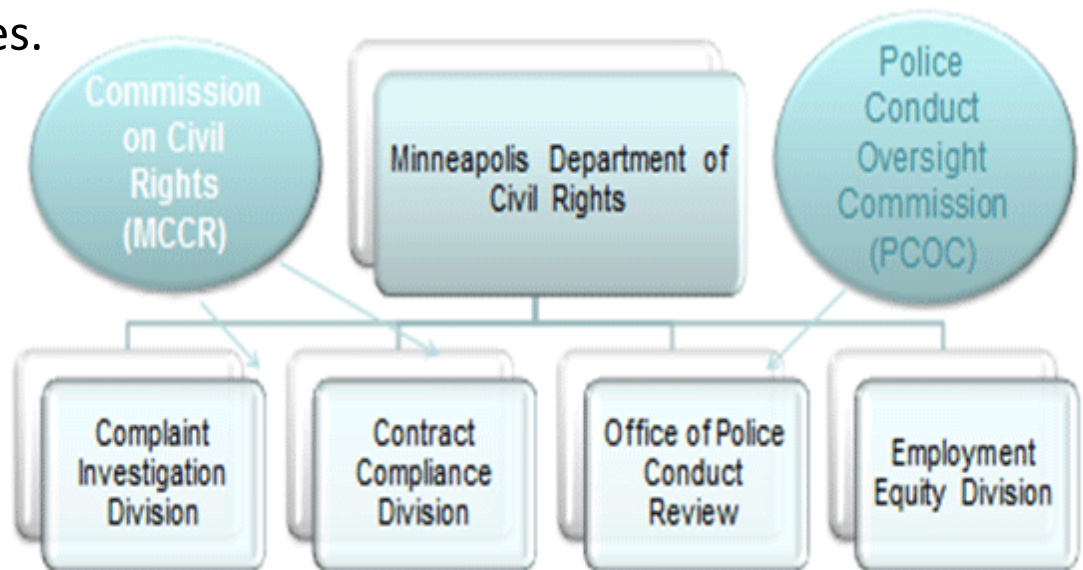 es.
Commission
on Civil
Rights
(MCCR)
Minneapolis Department of
Civil Rights
Police
Conduct
Oversight
Commission
(PCOC)
Complaint
Investigation
Division
Contract
Compliance
Division
Office of Police
Conduct
Review
Employment
Equity Division